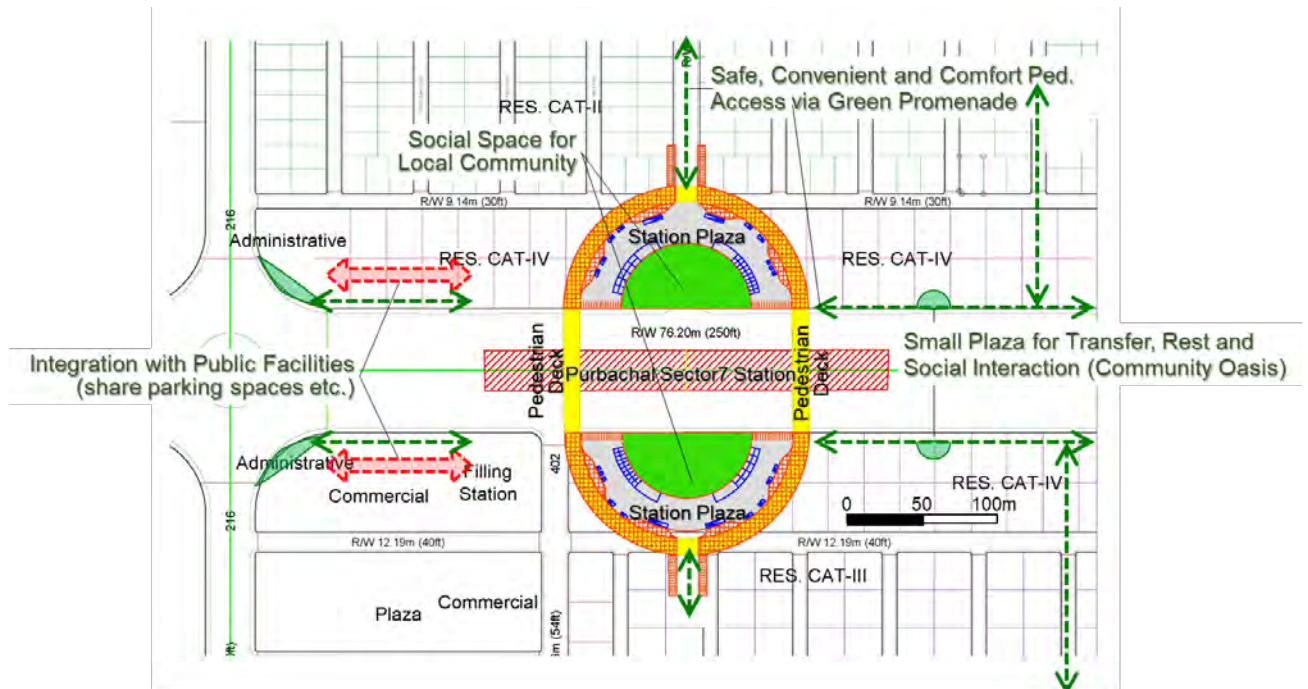 R/W
Safe, Convenient and Comfort Ped.
Access via Green Promenade
RES. CAT-II
Social Space for
Local Community
R/W 9.14m (30ft)
R/W 9.14m (30ft)
216
Administrative
Station Plaza
RES. CAT-IV
RES. CAT-IV
R/W 76.20m (250ft)
Integration with Public Facilities
(share parking spaces etc.)
Pedestrian
Deck
Purbachal Sector7 Station
Pedestrian
Deck
Small Plaza for Transfer, Rest and
Social Interaction (Community Oasis)
Administrative
Commercial
Filling
Station
402
RES. CAT-IV
0 50 100m
Station Plaza
216
R/W 12.19m (40ft)
R/W 12.19m (40ft)
RES. CAT-III
Plaza
Commercial
(54ft)